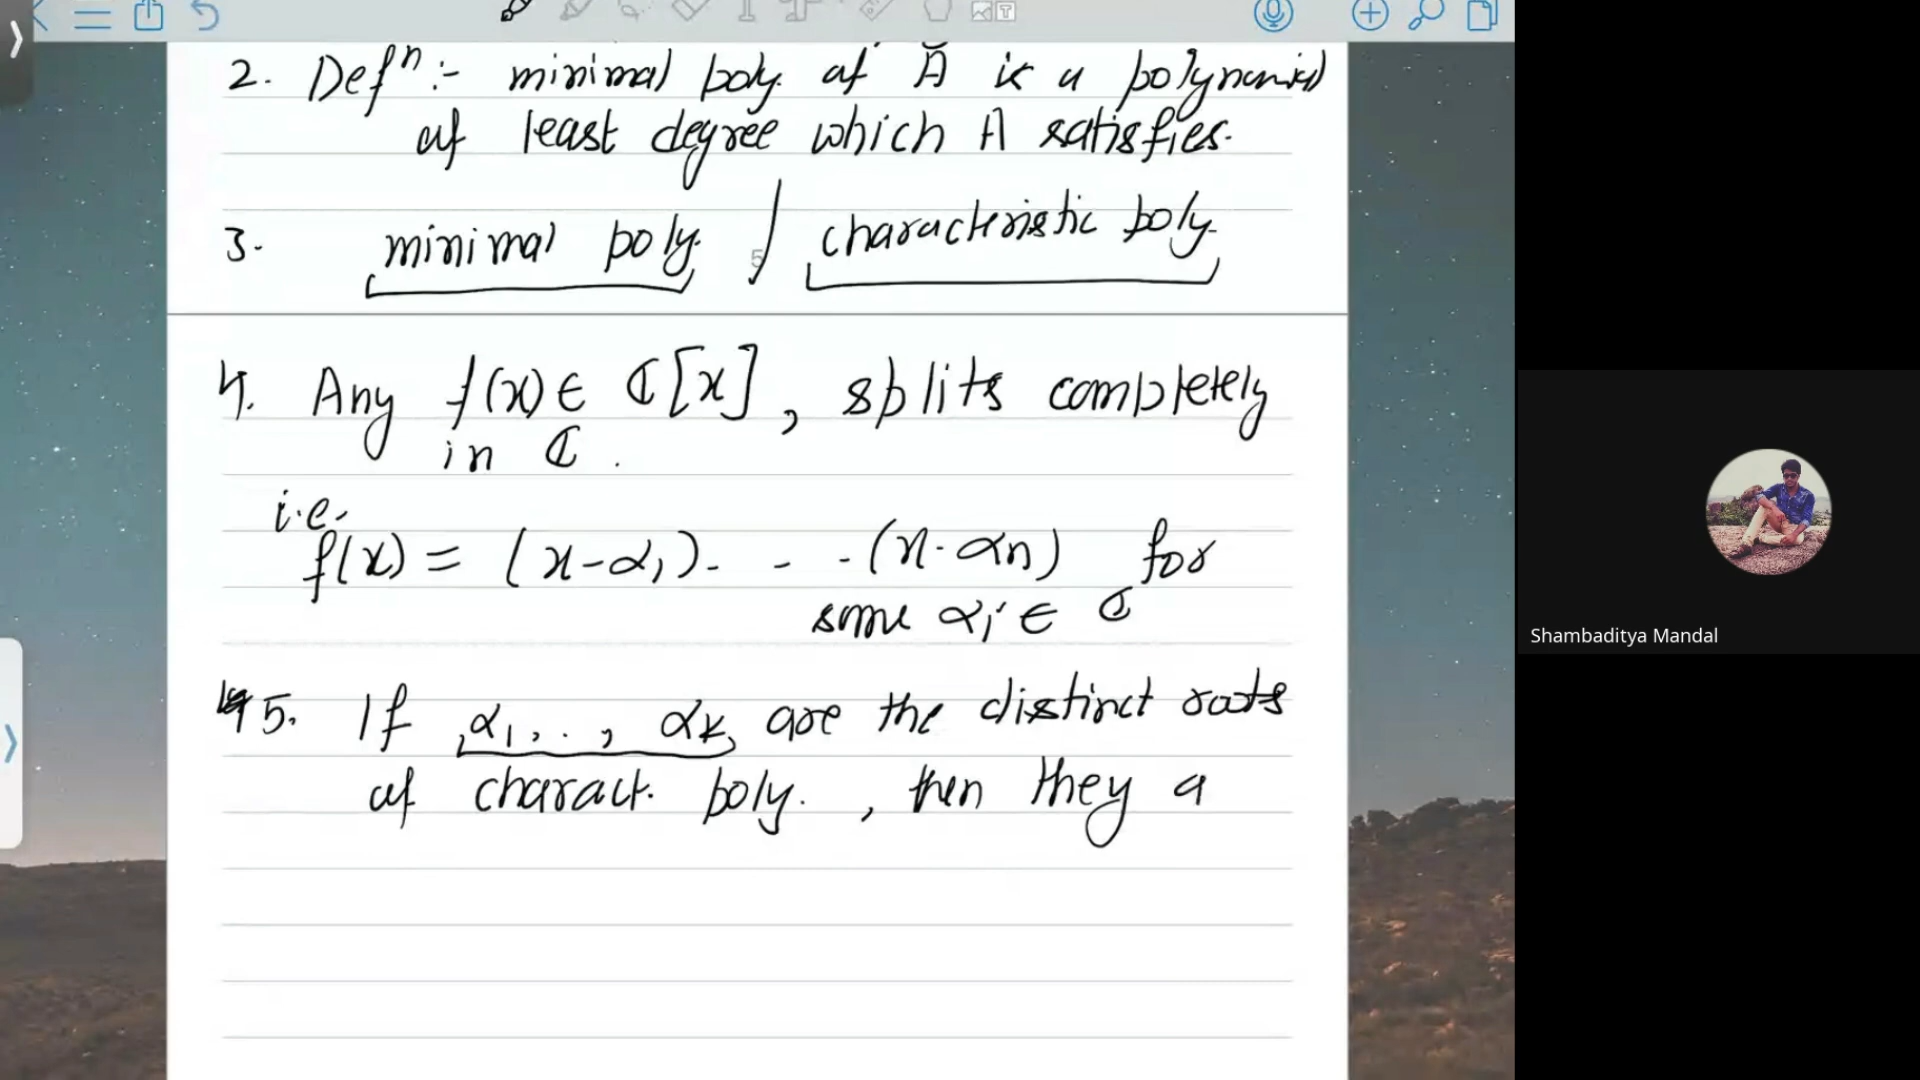 2. Defⁿ :- minimal poly. of A is a polynomial
of least degree which A satisfies.
3. minimal poly. / characteristic poly.
5
4. Any f(x) ∈ ℂ[x], splits completely
in ℂ.
i.e.
f(x) = (x-α₁). - .(x-αn) for
some αi ∈ ℂ
5. If α₁, . . , αk, are the distinct roots
of charact. poly. , then they a
Shambaditya Mandal